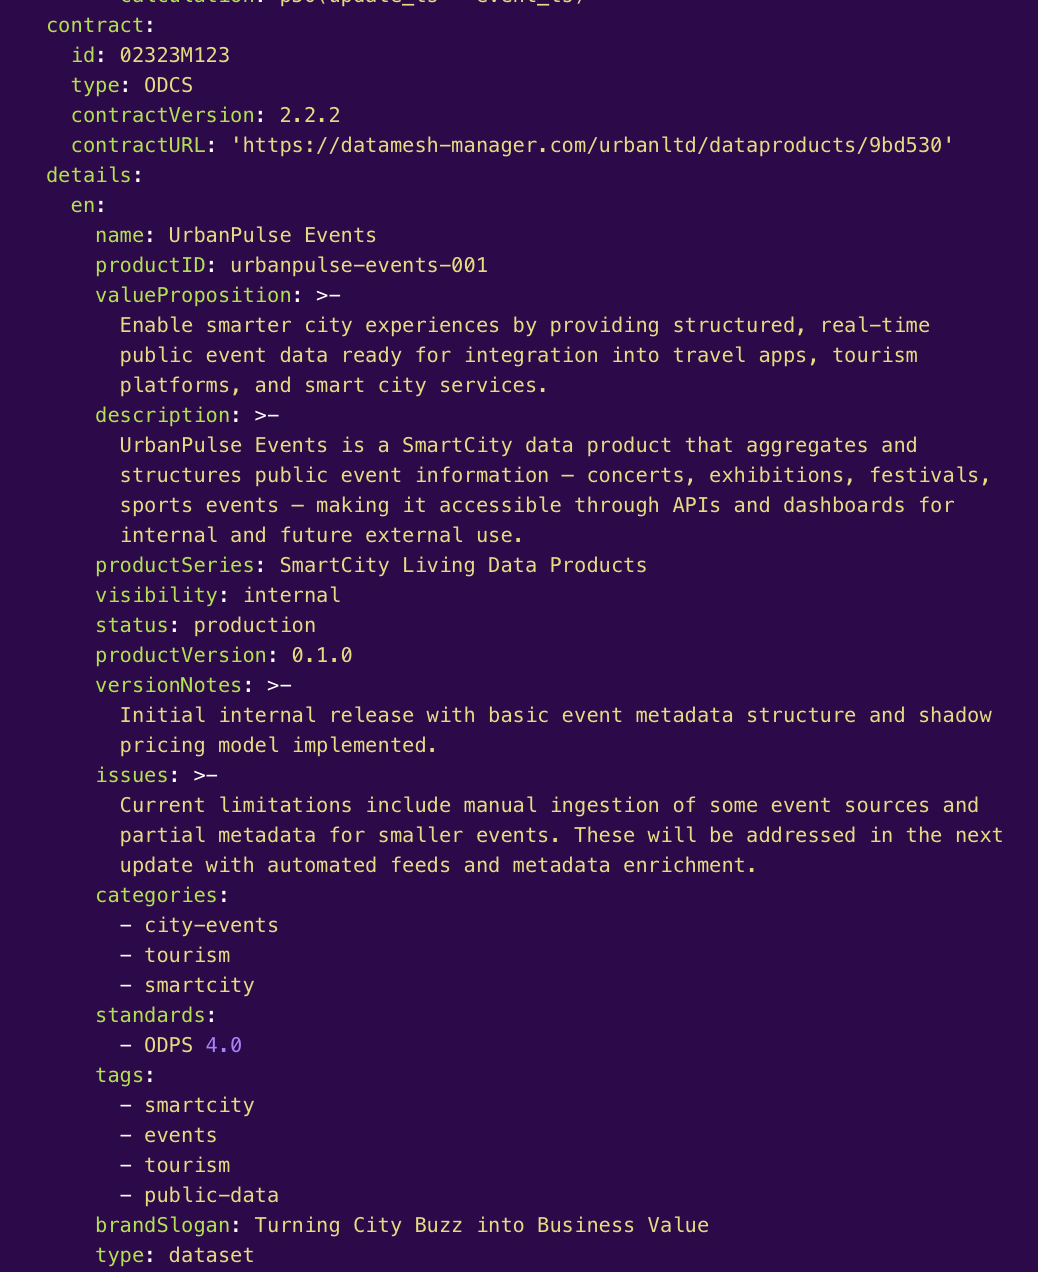 contract:
id: 02323M123
type: ODCS
contractVersion: 2.2.2
contractURL: 'https://datamesh-manager.com/urbanltd/dataproducts/9bd530'
details:
en:
name: UrbanPulse Events
productID: urbanpulse-events-001
valueProposition: >-
Enable smarter city experiences by providing structured, real-time
public event data ready for integration into travel apps, tourism
platforms, and smart city services.
description: >-
UrbanPulse Events is a SmartCity data product that aggregates and
structures public event information — concerts, exhibitions, festivals,
sports events — making it accessible through APIs and dashboards for
internal and future external use.
productSeries: SmartCity Living Data Products
visibility: internal
status: production
productVersion: 0.1.0
versionNotes: >-
Initial internal release with basic event metadata structure and shadow
pricing model implemented.
issues: >-
Current limitations include manual ingestion of some event sources and
partial metadata for smaller events. These will be addressed in the next
update with automated feeds and metadata enrichment.
categories:
- city-events
- tourism
- smartcity
standards:
- ODPS 4.0
tags:
- smartcity
- events
- tourism
- public-data
brandSlogan: Turning City Buzz into Business Value
type: dataset